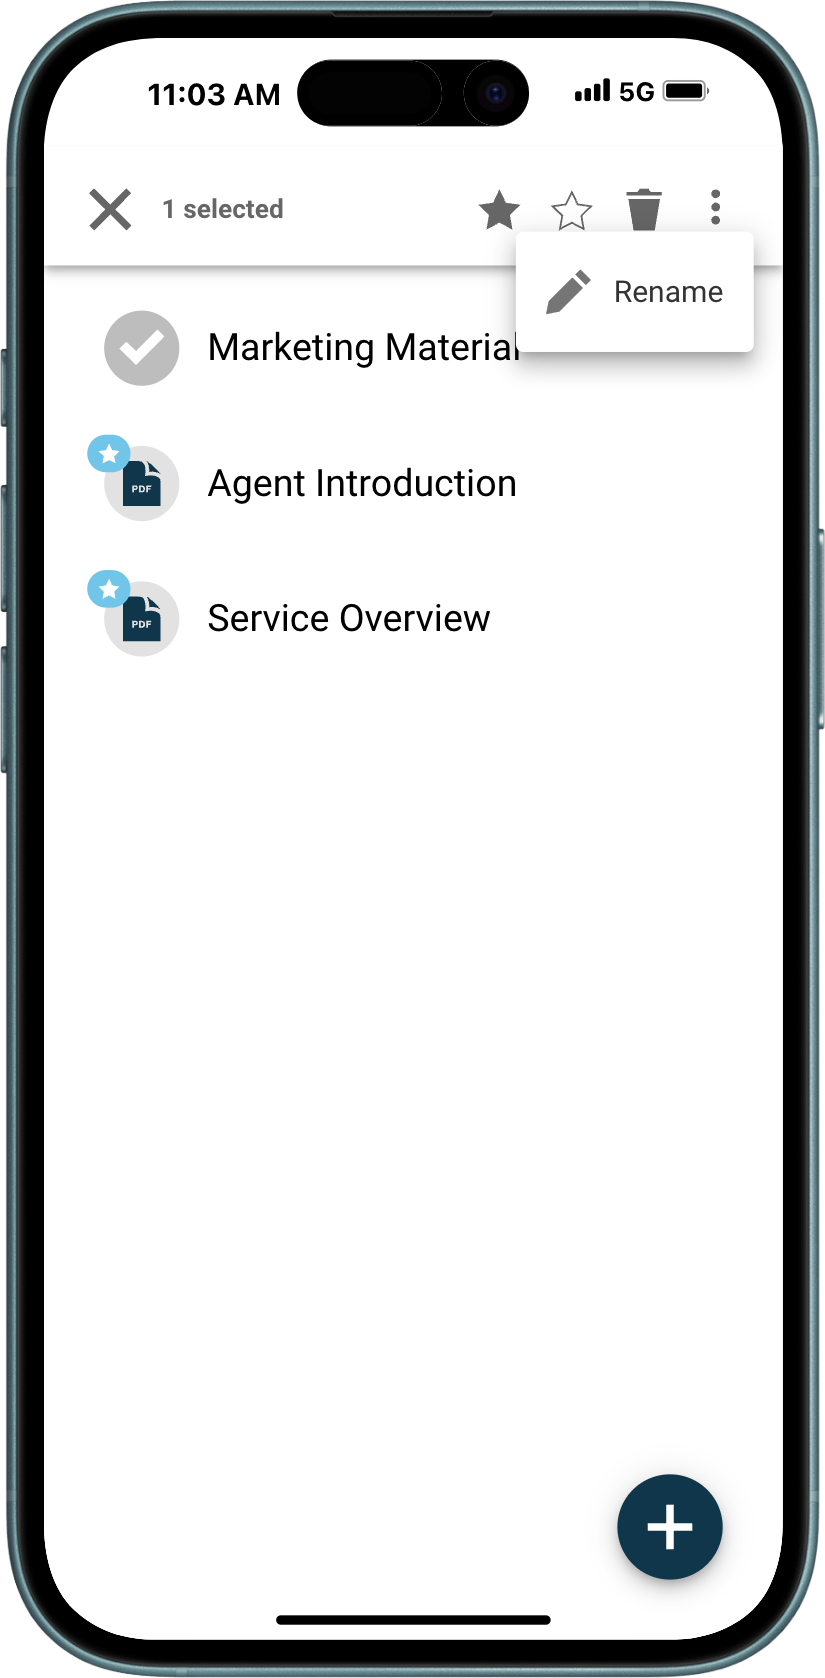 11:03 AM 5G
1 selected
Rename
Marketing Material
PDF
Agent Introduction
PDF
Service Overview